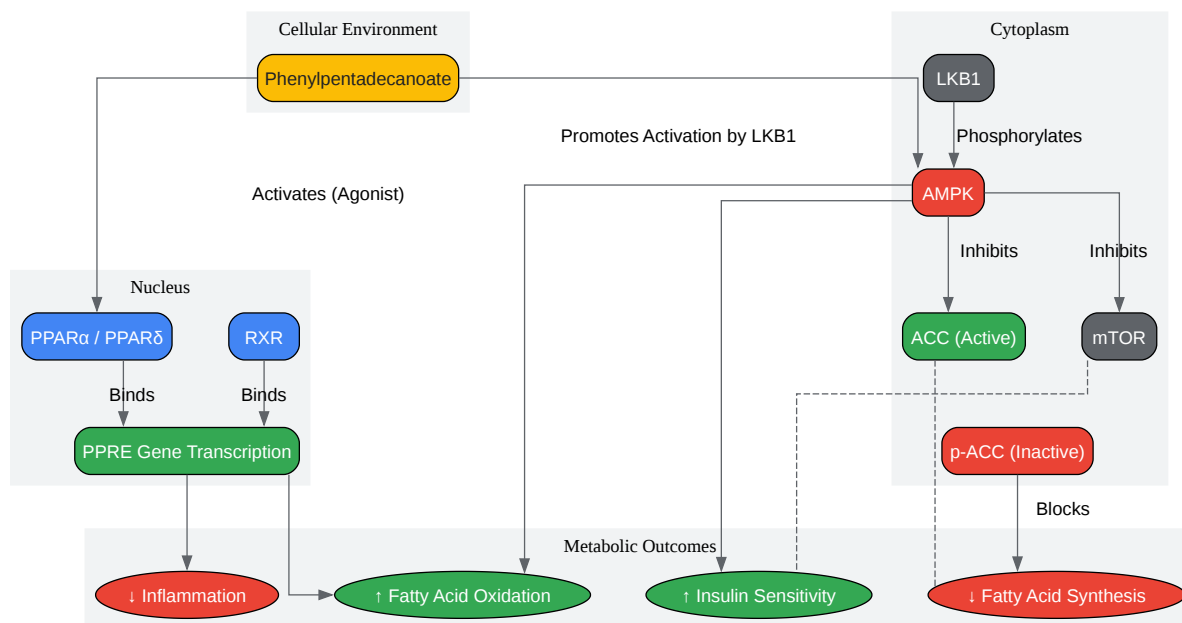 Cellular Environment
Cytoplasm
Phenylpentadecanoate
LKB1
Promotes Activation by LKB1
Phosphorylates
Activates (Agonist)
AMPK
Inhibits
Inhibits
Nucleus
PPARα / PPARδ
RXR
ACC (Active)
mTOR
Binds
Binds
PPRE Gene Transcription
p-ACC (Inactive)
Blocks
Metabolic Outcomes
↓ Inflammation
↑ Fatty Acid Oxidation
↑ Insulin Sensitivity
↓ Fatty Acid Synthesis